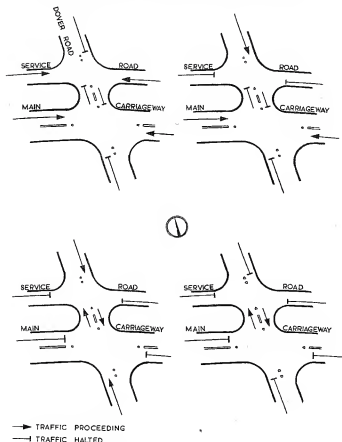 DOVER
ROAD
SERVICE ROAD
MAIN CARRIAGEWAY
SERVICE ROAD
MAIN CARRIAGEWAY
SERVICE ROAD
MAIN CARRIAGEWAY
SERVICE ROAD
MAIN CARRIAGEWAY
TRAFFIC PROCEEDING
TRAFFIC HALTED